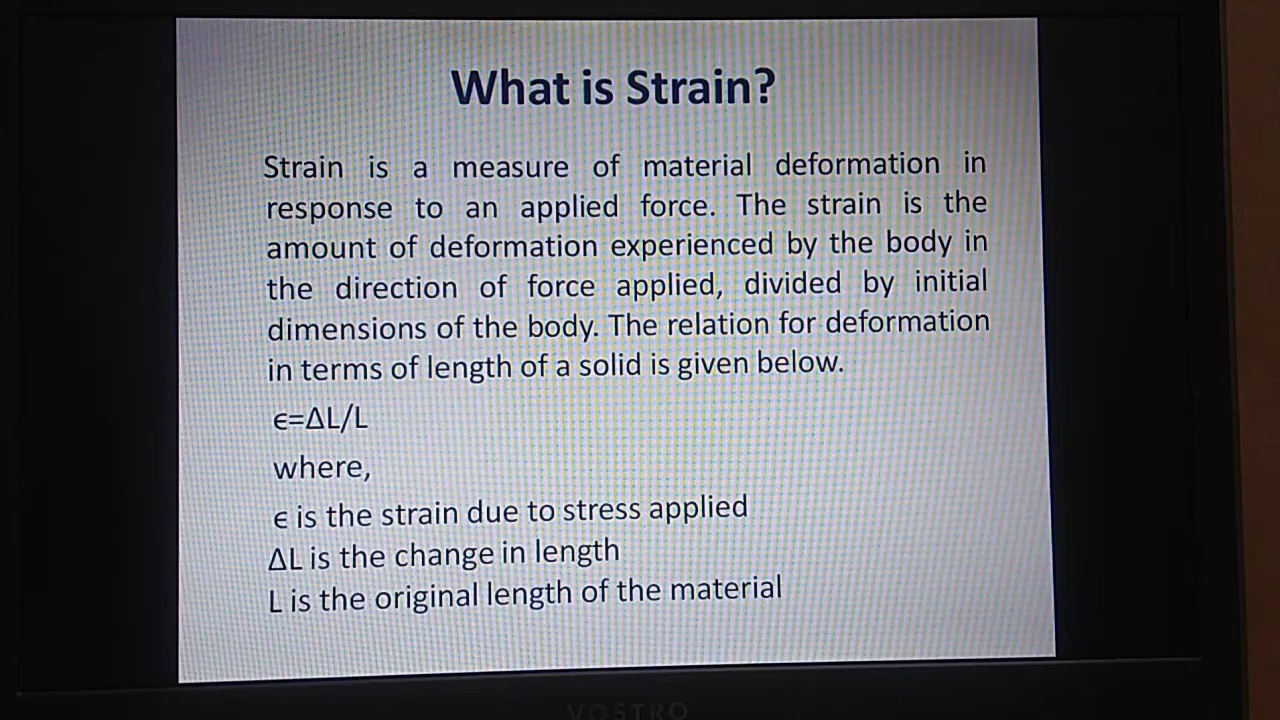 What is Strain?
Strain is a measure of material deformation in
response to an applied force. The strain is the
amount of deformation experienced by the body in
the direction of force applied, divided by initial
dimensions of the body. The relation for deformation
in terms of length of a solid is given below.
ϵ=ΔL/L
where,
ϵ is the strain due to stress applied
ΔL is the change in length
L is the original length of the material
VOSTRO